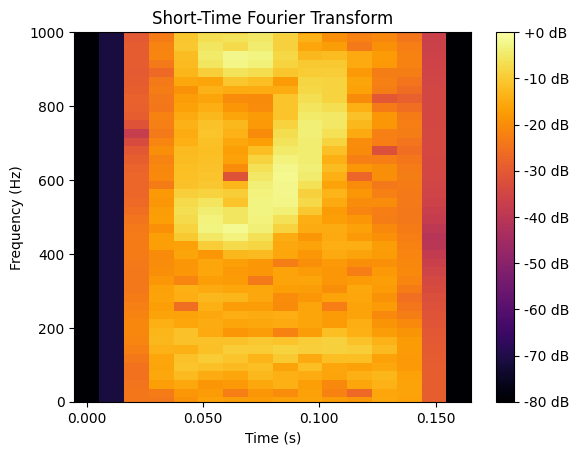 Short-Time Fourier Transform
Frequency (Hz)
1000
800
600
400
200
0
0.000
0.050
0.100
0.150
Time (s)
+0 dB
-10 dB
-20 dB
-30 dB
-40 dB
-50 dB
-60 dB
-70 dB
-80 dB